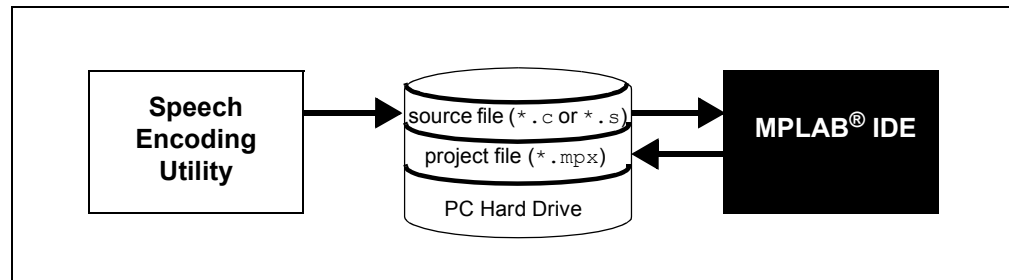 Speech
Encoding
Utility
source file (*.c or *.s)
project file (*.mpx)
PC Hard Drive
MPLAB® IDE